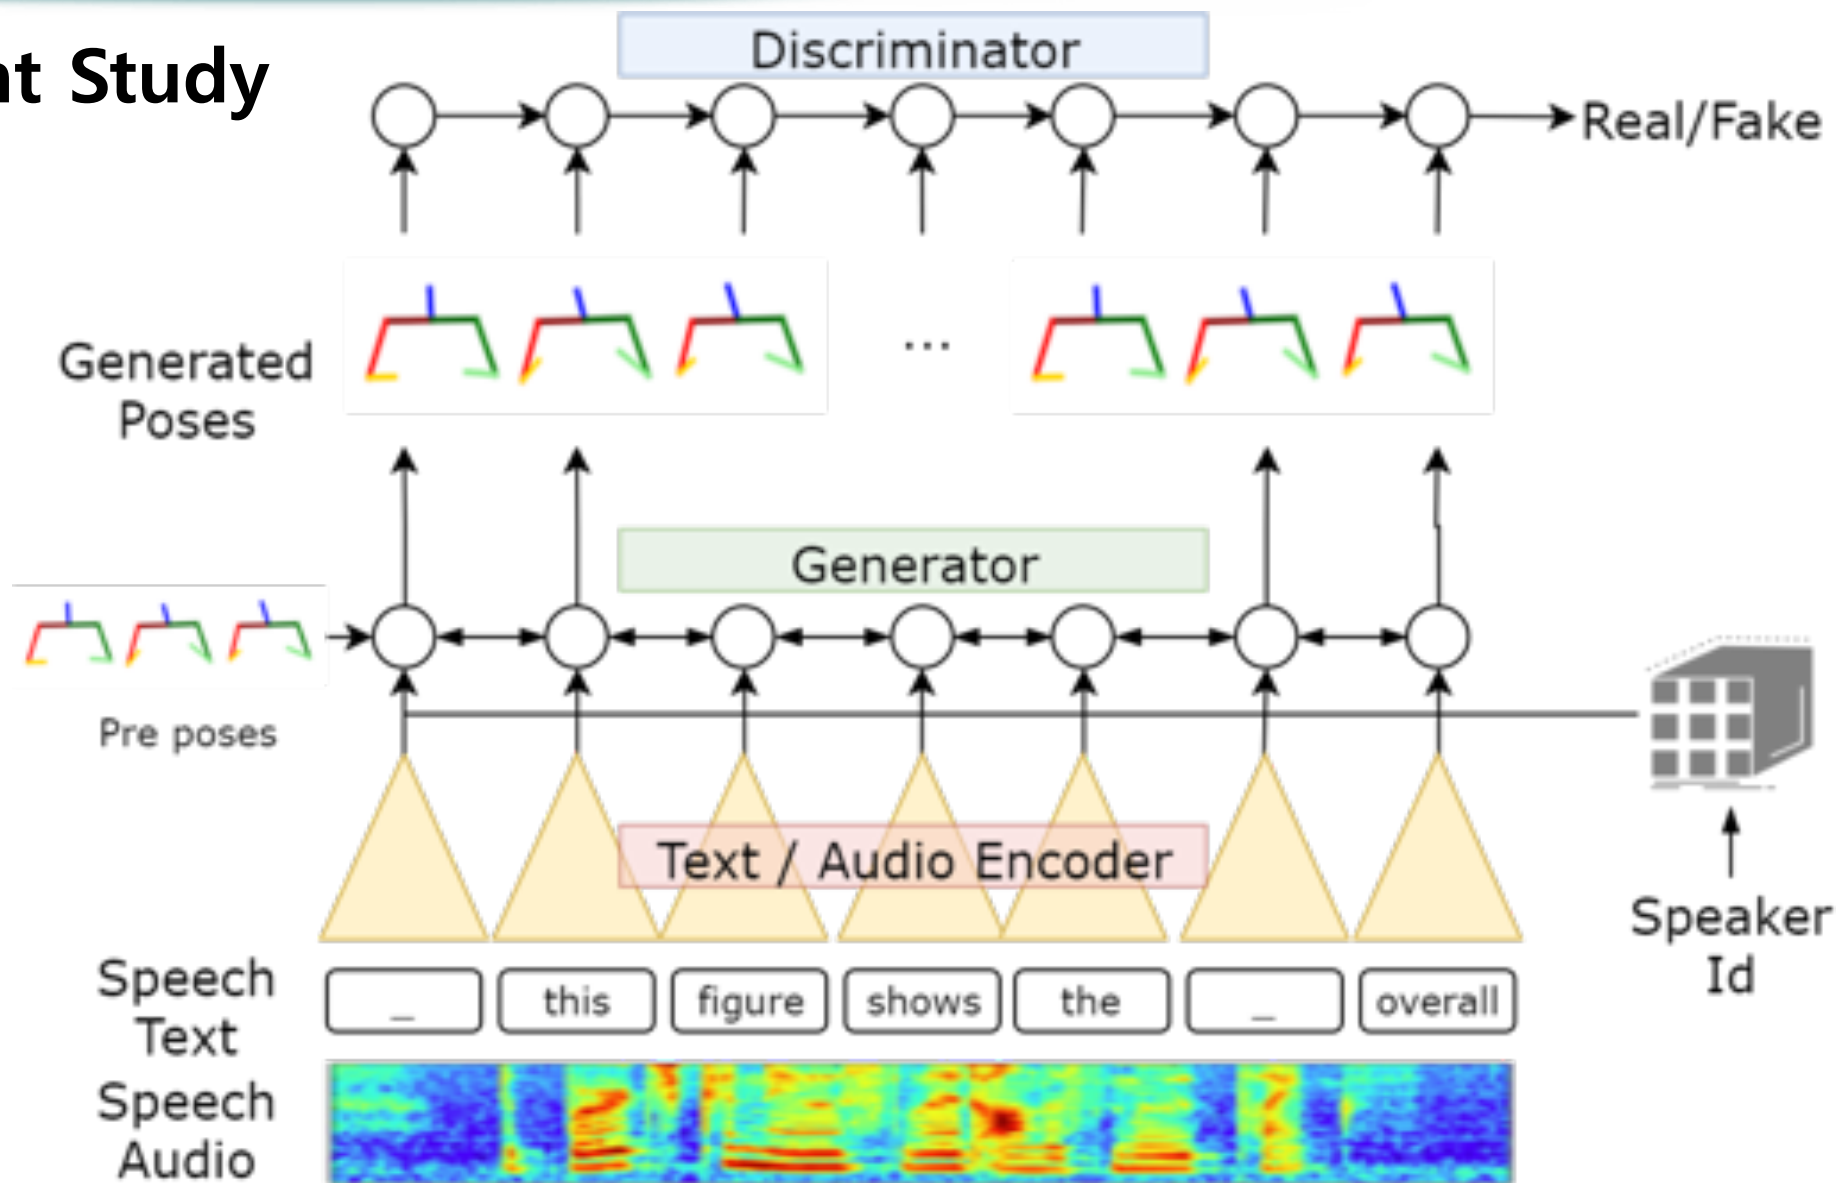 nt Study
Discriminator
Real/Fake
Generated
Poses
...
Generator
Pre poses
Text / Audio Encoder
Speaker
Id
Speech
Text
_
this
figure
shows
the
_
overall
Speech
Audio